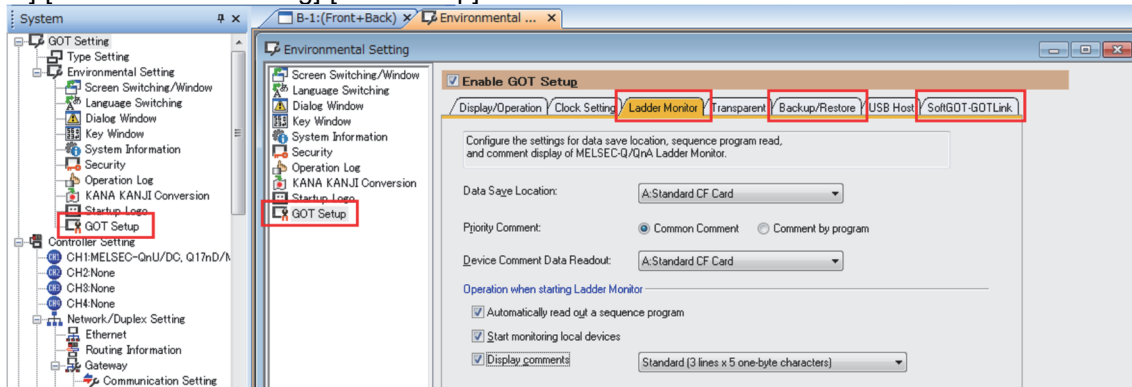 System
B-1:(Front+Back)
Environmental ...
GOT Setting
Type Setting
Environmental Setting
Screen Switching/Window
Language Switching
Dialog Window
Key Window
System Information
Security
Operation Log
KANA KANJI Conversion
Startup Logo
GOT Setup
Controller Setting
CH1:MELSEC-QnU/DC, Q17nD/M
CH2:None
CH3:None
CH4:None
Network/Duplex Setting
Ethernet
Routing Information
Gateway
Communication Setting
Environmental Setting
Screen Switching/Window
Language Switching
Dialog Window
Key Window
System Information
Security
Operation Log
KANA KANJI Conversion
Startup Logo
GOT Setup
Enable GOT Setup
Display/Operation Clock Setting Ladder Monitor Transparent Backup/Restore USB Host SoftGOT-GOTLink
Configure the settings for data save location, sequence program read,
and comment display of MELSEC-Q/QnA Ladder Monitor.
Data Save Location: A:Standard CF Card
Priority Comment: Common Comment Comment by program
Device Comment Data Readout: A:Standard CF Card
Operation when starting Ladder Monitor
Automatically read out a sequence program
Start monitoring local devices
Display comments Standard (3 lines x 5 one-byte characters)